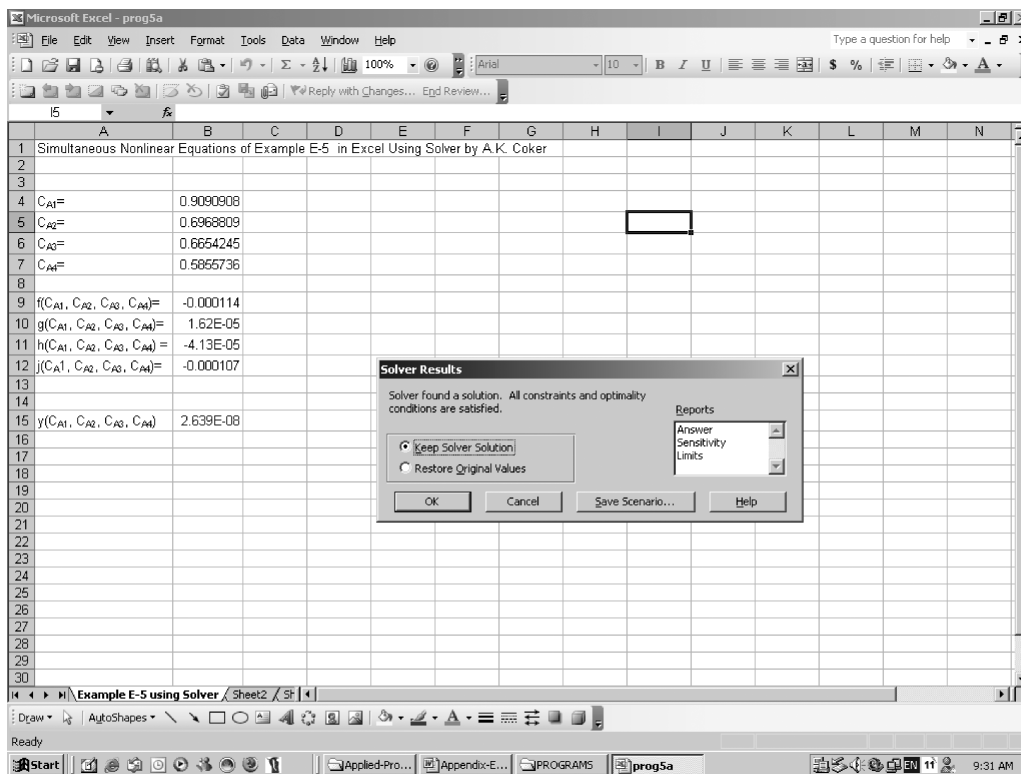 Microsoft Excel - prog5a
File Edit View Insert Format Tools Data Window Help Type a question for help
100% Arial 10 B I U $ %
Reply with Changes... End Review...
I5 fx
A B C D E F G H I J K L M N
1 Simultaneous Nonlinear Equations of Example E-5 in Excel Using Solver by A.K. Coker
2
3
4 CA1= 0.9090908
5 CA2= 0.6968809
6 CA3= 0.6654245
7 CA4= 0.5855736
8
9 f(CA1, CA2, CA3, CA4)= -0.000114
10 g(CA1, CA2, CA3, CA4)= 1.62E-05
11 h(CA1, CA2, CA3, CA4) = -4.13E-05
12 j(CA1, CA2, CA3, CA4)= -0.000107
13
14
15 y(CA1, CA2, CA3, CA4) 2.639E-08
16
17
18
19
20
21
22
23
24
25
26
27
28
29
30
Solver Results
Solver found a solution. All constraints and optimality
conditions are satisfied.
Reports
Answer
Sensitivity
Limits
Keep Solver Solution
Restore Original Values
OK Cancel Save Scenario... Help
Example E-5 using Solver Sheet2 Sh
Draw AutoShapes
Ready
Start Applied-Pro... Appendix-E... PROGRAMS prog5a EN 11 9:31 AM